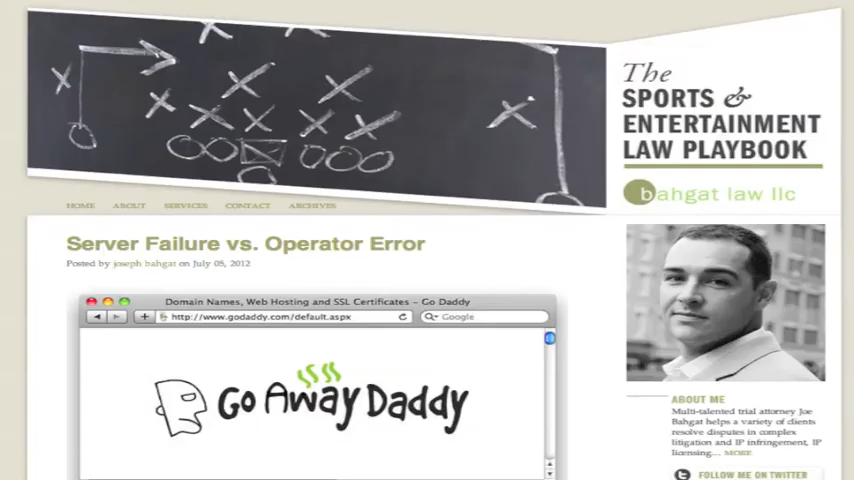 The
SPORTS &
ENTERTAINMENT
LAW PLAYBOOK
bahgat law llc
HOME ABOUT SERVICES CONTACT ARCHIVES
Server Failure vs. Operator Error
Posted by joseph bahgat on July 05, 2012
Domain Names, Web Hosting and SSL Certificates – Go Daddy
http://www.godaddy.com/default.aspx
Google
Go Away Daddy
ABOUT ME
Multi-talented trial attorney Joe
Bahgat helps a variety of clients
resolve disputes in complex
litigation and IP infringement, IP
licensing... MORE
FOLLOW ME ON TWITTER